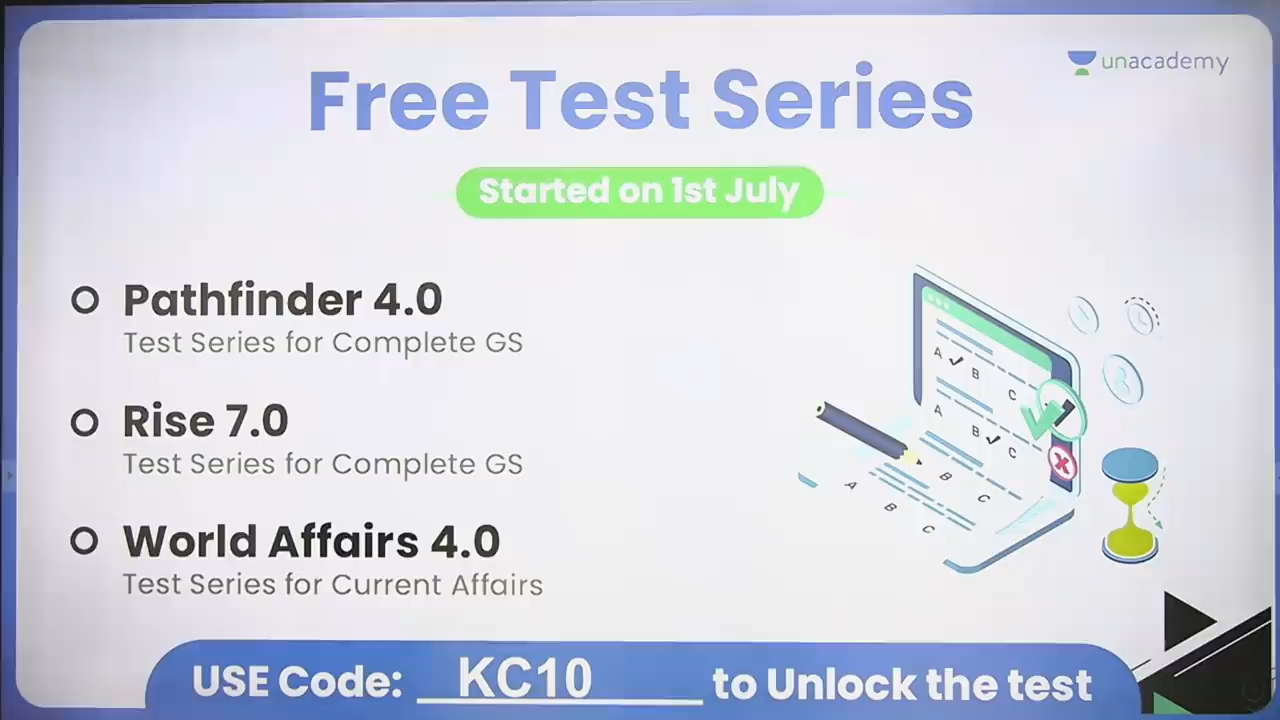 unacademy
Free Test Series
Started on 1st July
Pathfinder 4.0
Test Series for Complete GS
Rise 7.0
Test Series for Complete GS
World Affairs 4.0
Test Series for Current Affairs
A B
C
A
B C
B C
A B C
USE Code: KC10 to Unlock the test